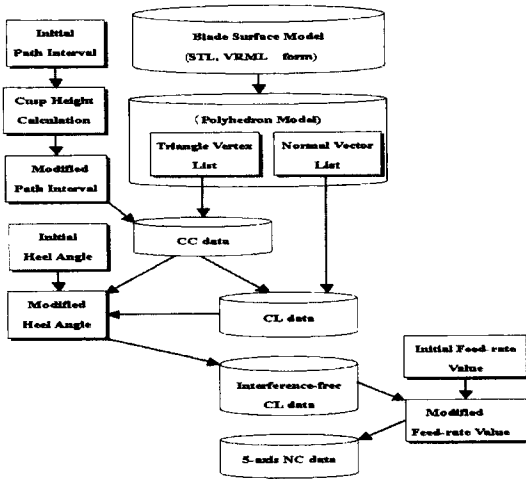 Initial
Path Interval
Blade Surface Model
(STL, VRML form)
Cusp Height
Calculation
(Polyhedron Model)
Triangle Vertex
List
Normal Vector
List
Modified
Path Interval
Initial
Heel Angle
CC data
Modified
Heel Angle
CL data
Initial Feed-rate
Value
Interference-free
CL data
Modified
Feed-rate Value
5-axis NC data